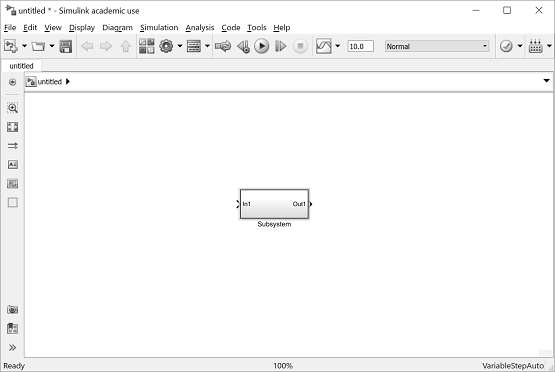 untitled * - Simulink academic use
File Edit View Display Diagram Simulation Analysis Code Tools Help
10.0 Normal
untitled
untitled
In1 Out1
Subsystem
Ready 100% VariableStepAuto